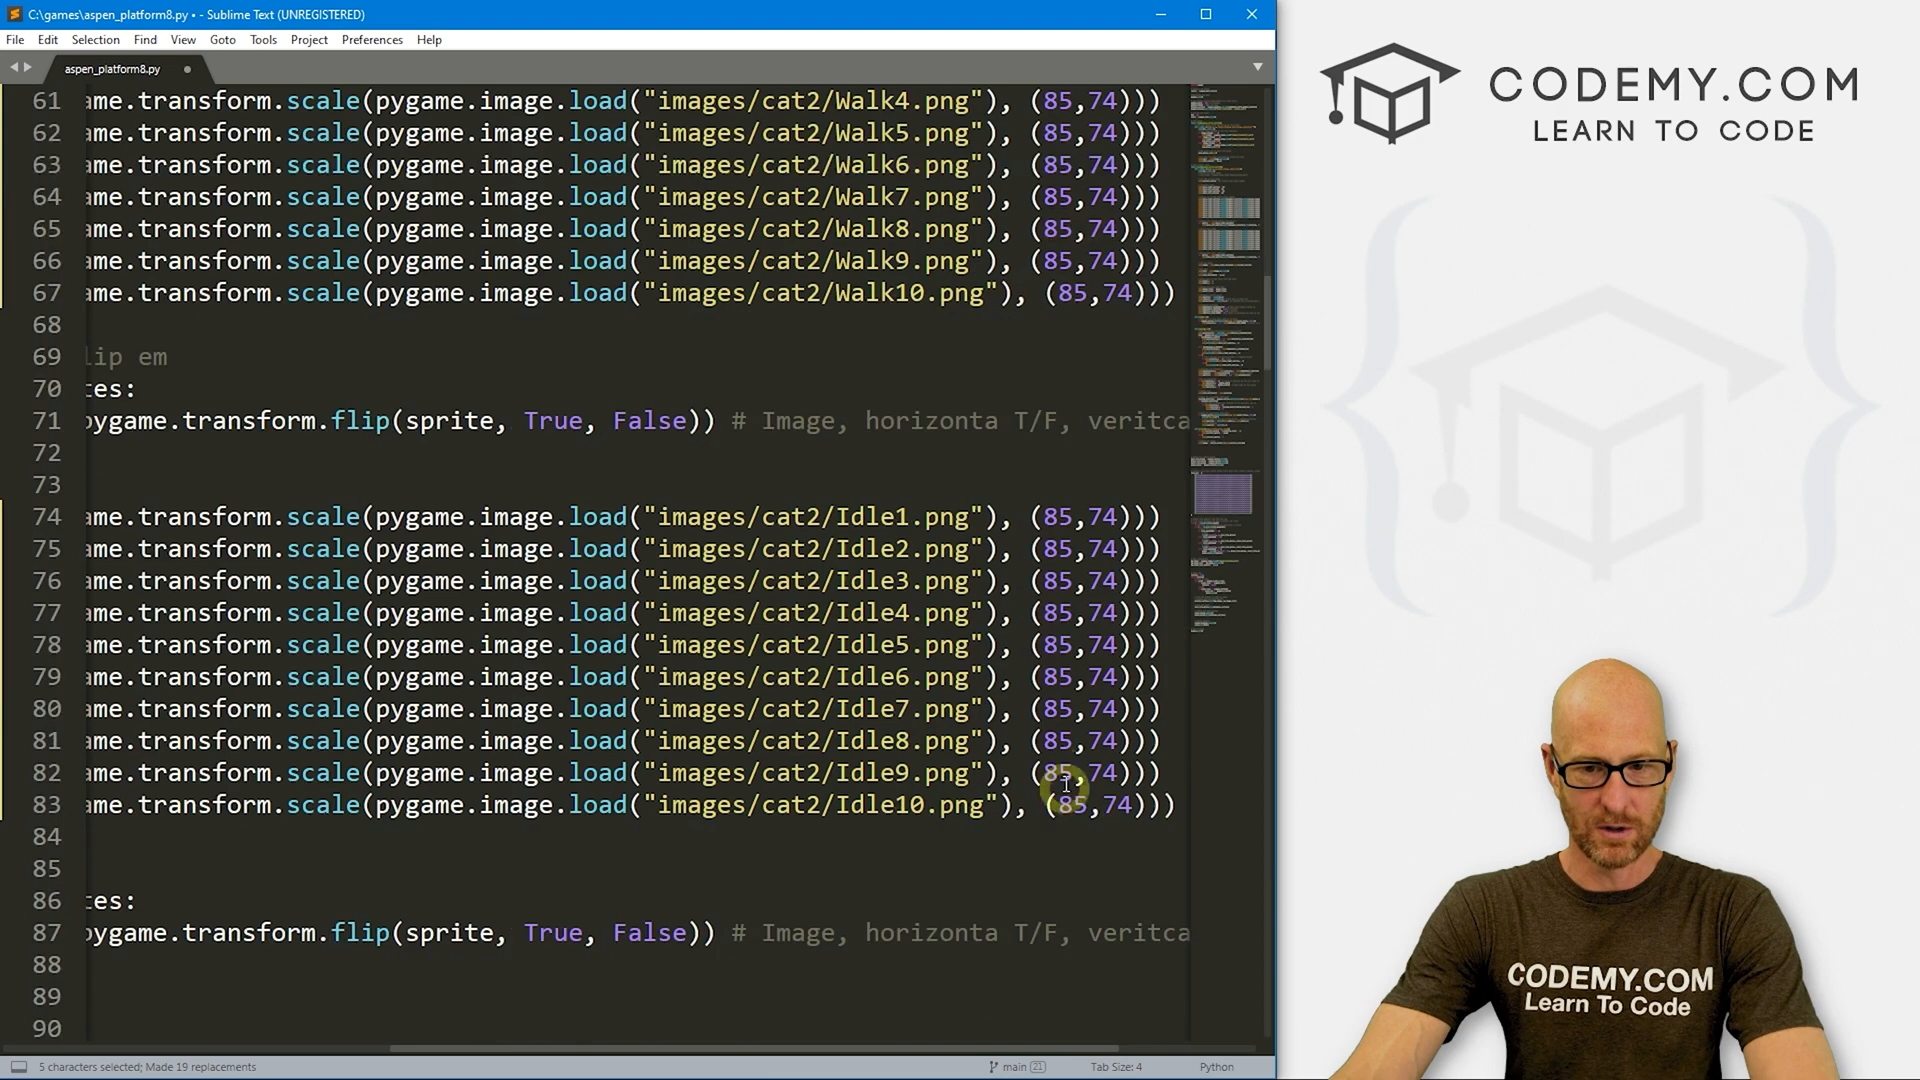 C:\games\aspen_platform8.py • - Sublime Text (UNREGISTERED)
File Edit Selection Find View Goto Tools Project Preferences Help
aspen_platform8.py
61 ame.transform.scale(pygame.image.load("images/cat2/Walk4.png"), (85,74)))
62 ame.transform.scale(pygame.image.load("images/cat2/Walk5.png"), (85,74)))
63 ame.transform.scale(pygame.image.load("images/cat2/Walk6.png"), (85,74)))
64 ame.transform.scale(pygame.image.load("images/cat2/Walk7.png"), (85,74)))
65 ame.transform.scale(pygame.image.load("images/cat2/Walk8.png"), (85,74)))
66 ame.transform.scale(pygame.image.load("images/cat2/Walk9.png"), (85,74)))
67 ame.transform.scale(pygame.image.load("images/cat2/Walk10.png"), (85,74)))
68
69 lip em
70 tes:
71 pygame.transform.flip(sprite, True, False)) # Image, horizonta T/F, veritca
72
73
74 ame.transform.scale(pygame.image.load("images/cat2/Idle1.png"), (85,74)))
75 ame.transform.scale(pygame.image.load("images/cat2/Idle2.png"), (85,74)))
76 ame.transform.scale(pygame.image.load("images/cat2/Idle3.png"), (85,74)))
77 ame.transform.scale(pygame.image.load("images/cat2/Idle4.png"), (85,74)))
78 ame.transform.scale(pygame.image.load("images/cat2/Idle5.png"), (85,74)))
79 ame.transform.scale(pygame.image.load("images/cat2/Idle6.png"), (85,74)))
80 ame.transform.scale(pygame.image.load("images/cat2/Idle7.png"), (85,74)))
81 ame.transform.scale(pygame.image.load("images/cat2/Idle8.png"), (85,74)))
82 ame.transform.scale(pygame.image.load("images/cat2/Idle9.png"), (85,74)))
83 ame.transform.scale(pygame.image.load("images/cat2/Idle10.png"), (85,74)))
84
85
86 tes:
87 pygame.transform.flip(sprite, True, False)) # Image, horizonta T/F, veritca
88
89
90
5 characters selected; Made 19 replacements
main 21
Tab Size: 4
Python
CODEMY.COM
LEARN TO CODE
CODEMY.COM
Learn To Code